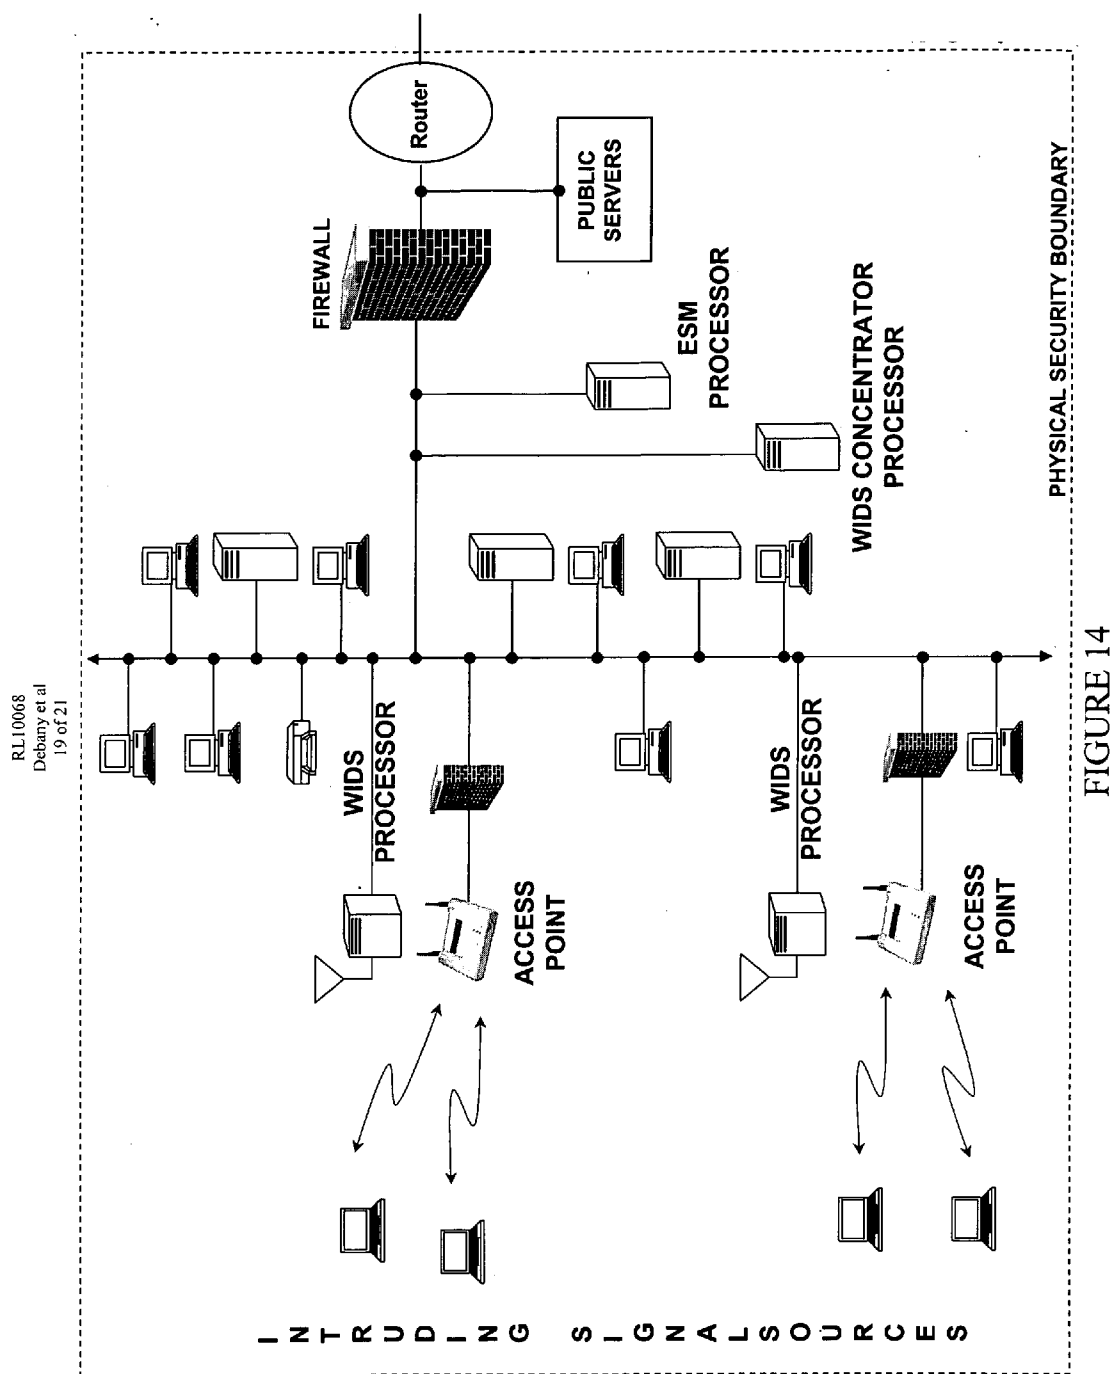 RL10068
Debany et al
19 of 21
Router
FIREWALL
PUBLIC
SERVERS
ESM
PROCESSOR
WIDS CONCENTRATOR
PROCESSOR
PHYSICAL SECURITY BOUNDARY
WIDS
PROCESSOR
ACCESS
POINT
WIDS
PROCESSOR
ACCESS
POINT
INTRUDING SIGNAL SOURCES
FIGURE 14